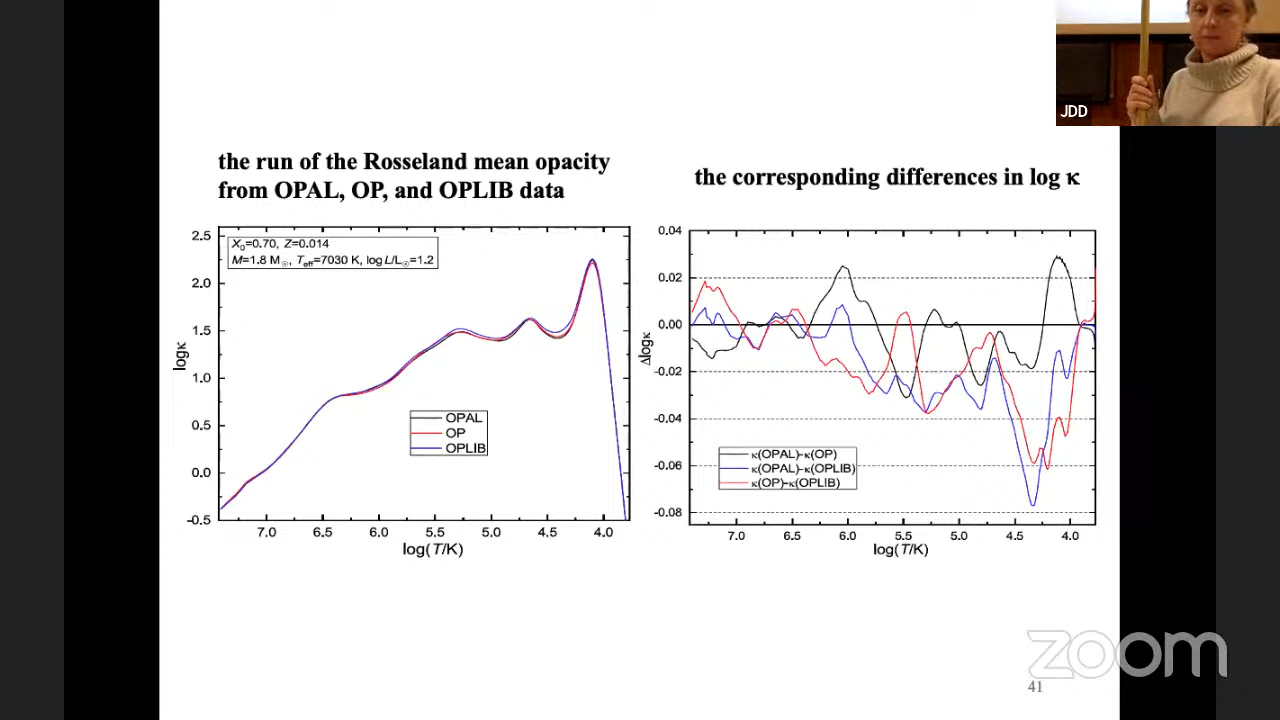 JDD
the run of the Rosseland mean opacity
from OPAL, OP, and OPLIB data
the corresponding differences in log κ
X₀=0.70, Z=0.014
M=1.8 M☉, Teff=7030 K, logL/L☉=1.2
2.5
2.0
1.5
1.0
0.5
0.0
-0.5
logκ
OPAL
OP
OPLIB
7.0 6.5 6.0 5.5 5.0 4.5 4.0
log(T/K)
0.04
0.02
0.00
-0.02
-0.04
-0.06
-0.08
Δlogκ
κ(OPAL)-κ(OP)
κ(OPAL)-κ(OPLIB)
κ(OP)-κ(OPLIB)
7.0 6.5 6.0 5.5 5.0 4.5 4.0
log(T/K)
zoom
41